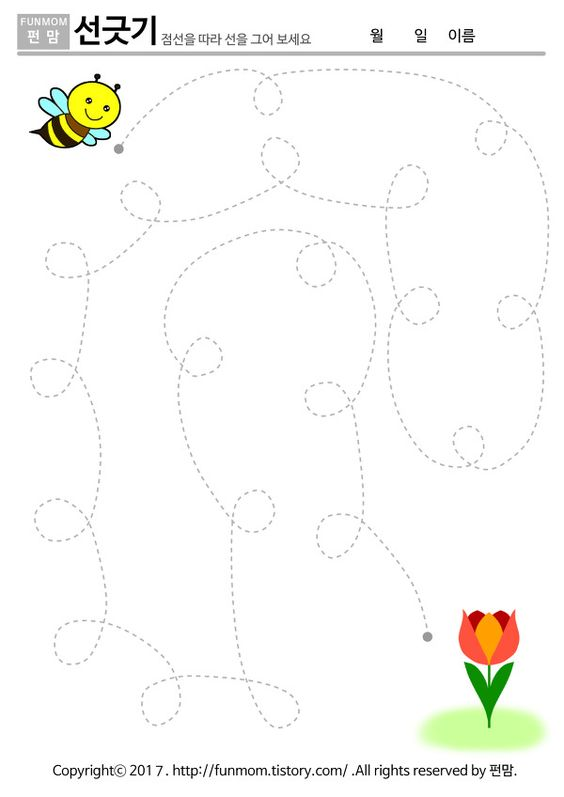 FUNMOM
펀 맘
선긋기 점선을 따라 선을 그어 보세요 월 일 이름
Copyrightⓒ 2017. http://funmom.tistory.com/ .All rights reserved by 펀맘.